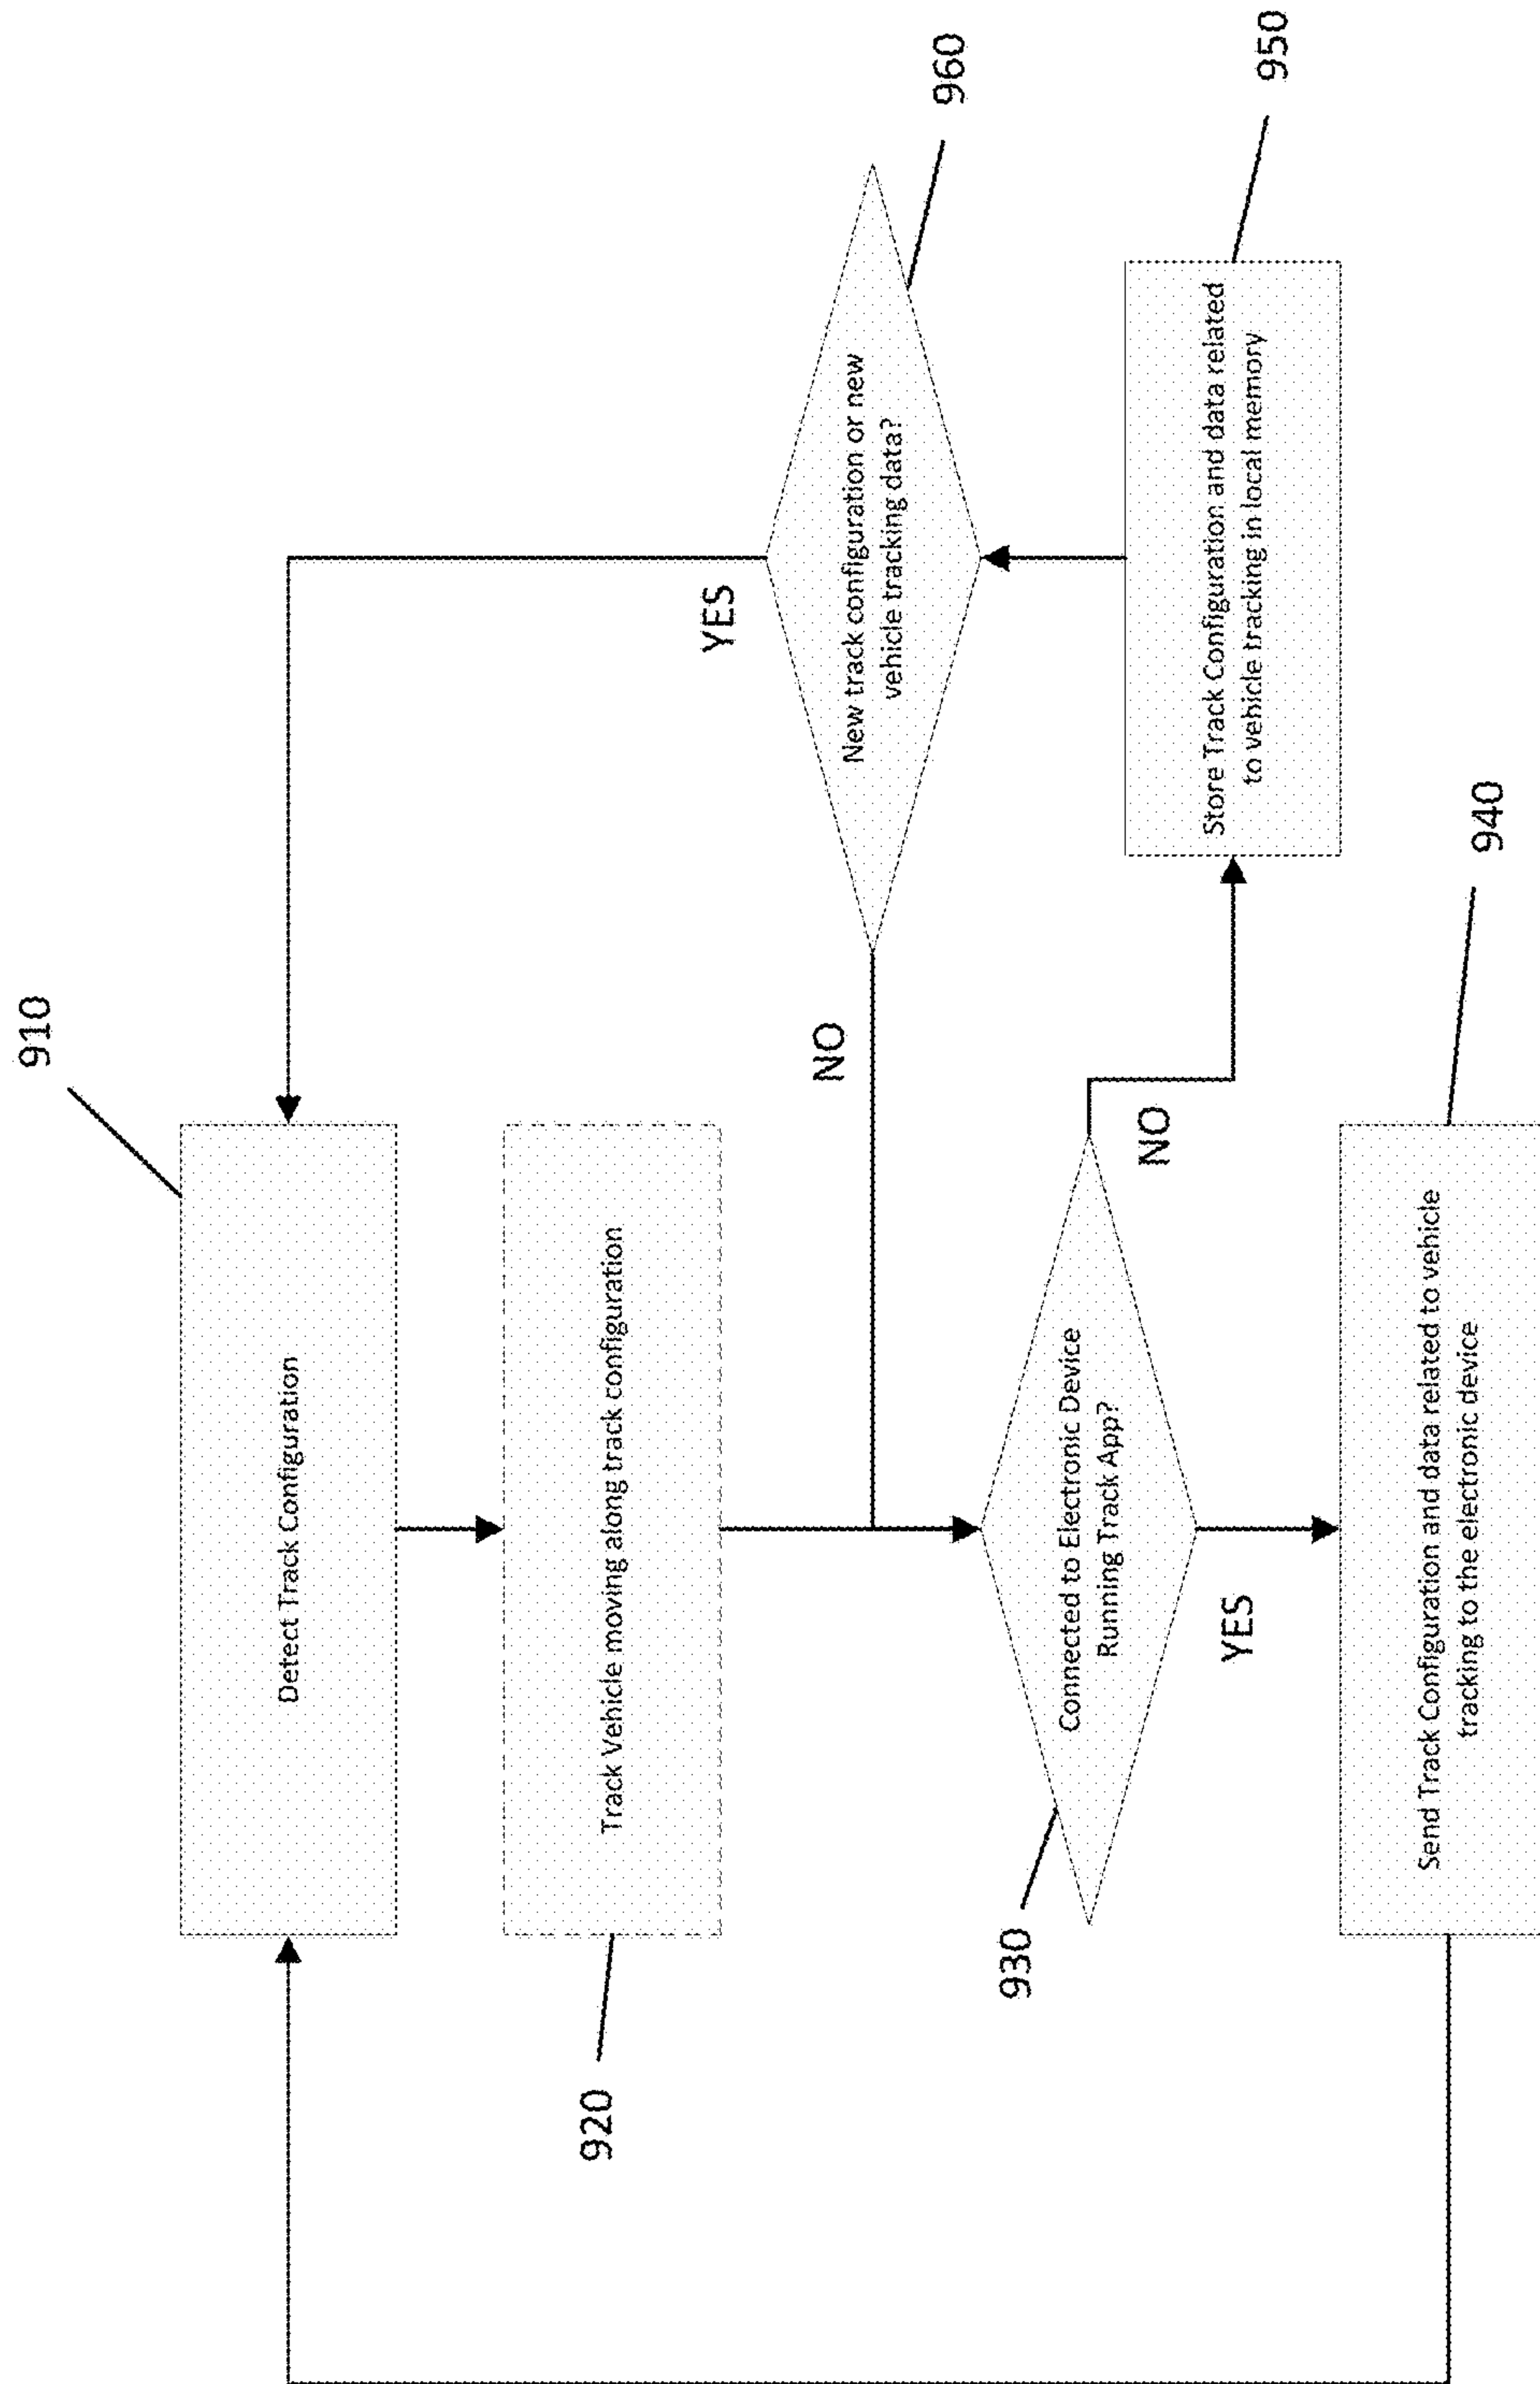 910
Detect Track Configuration
920
Track Vehicle moving along track configuration
930
Connected to Electronic Device
Running Track App?
NO
YES
940
Send Track Configuration and data related to vehicle
tracking to the electronic device
950
Store Track Configuration and data related
to vehicle tracking in local memory
960
New track configuration or new
vehicle tracking data?
YES
NO